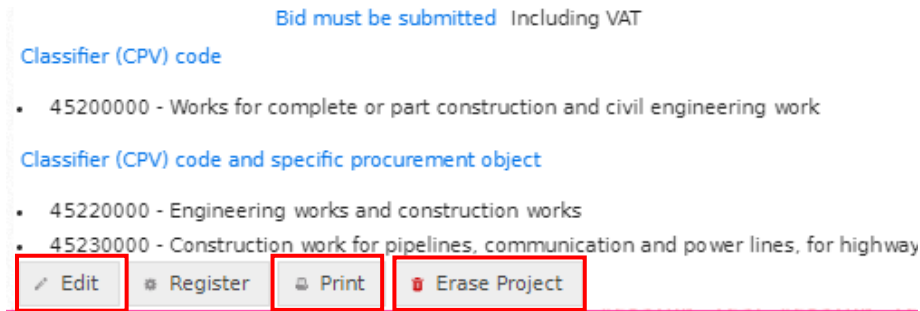 Bid must be submitted Including VAT
Classifier (CPV) code
• 45200000 - Works for complete or part construction and civil engineering work
Classifier (CPV) code and specific procurement object
• 45220000 - Engineering works and construction works
• 45230000 - Construction work for pipelines, communication and power lines, for highway
Edit Register Print Erase Project